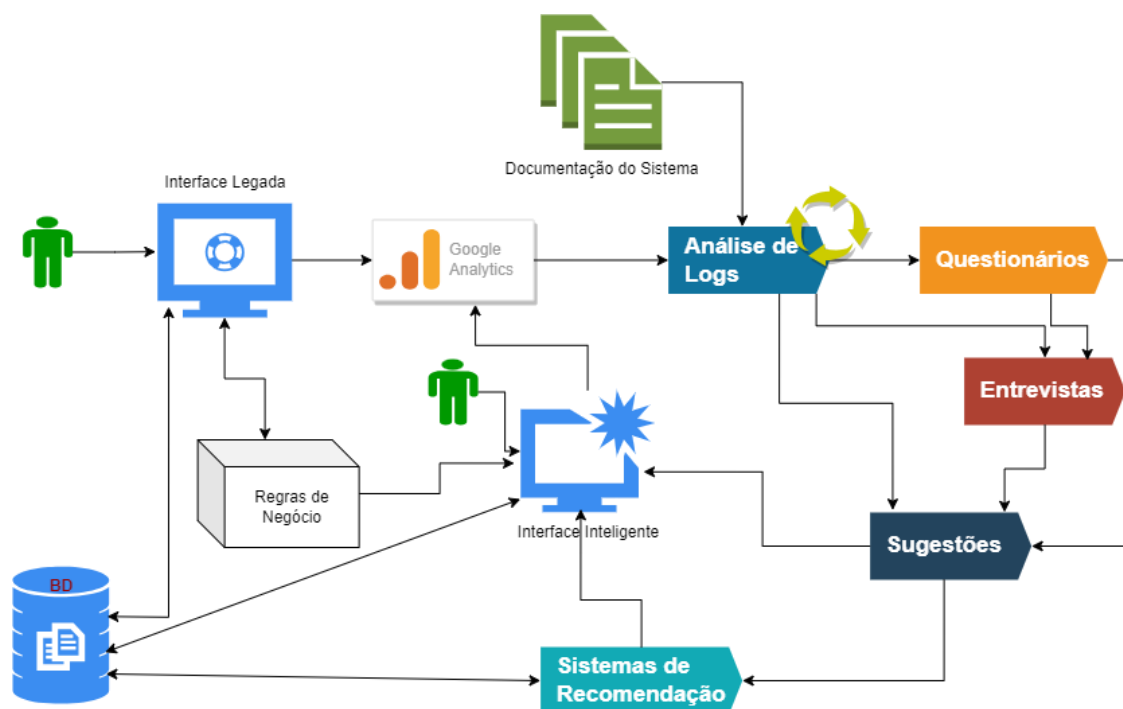 Documentação do Sistema
Interface Legada
Google
Analytics
Análise de
Logs
Questionários
Entrevistas
Regras de
Negócio
Interface Inteligente
Sugestões
BD
Sistemas de
Recomendação